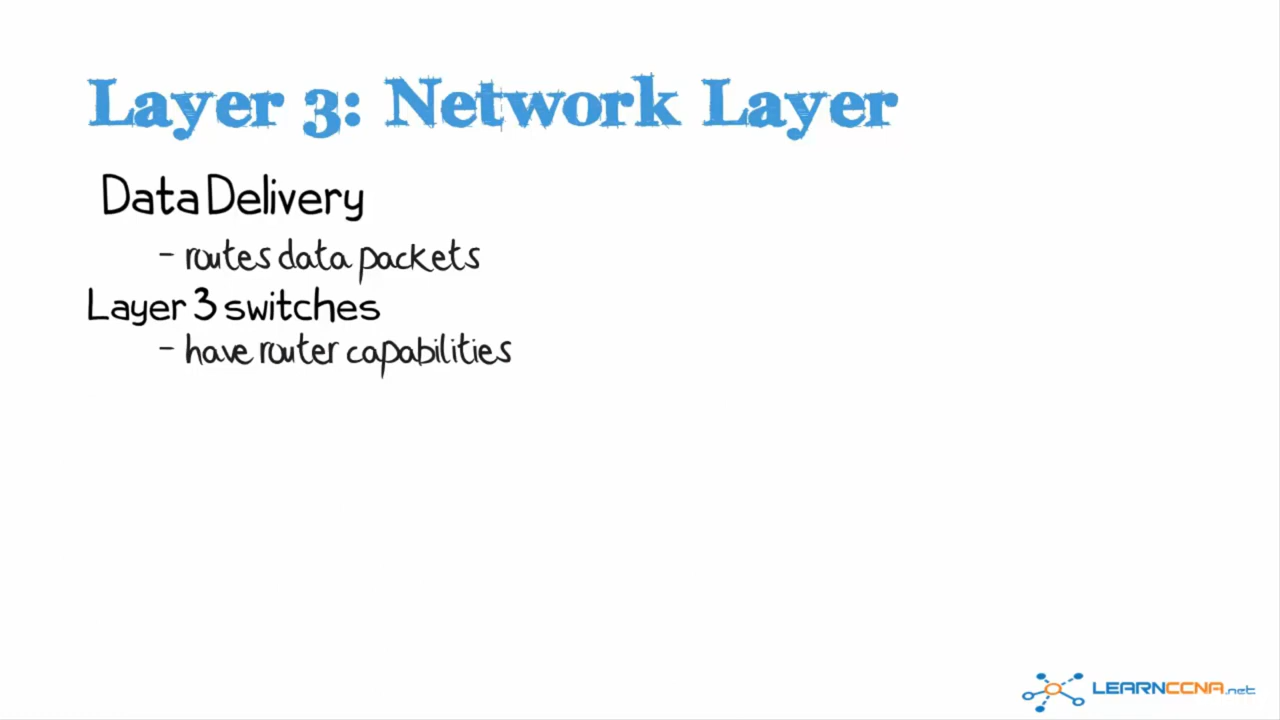 Layer 3: Network Layer
Data Delivery
- routes data packets
Layer 3 switches
- have router capabilities
LEARNCCNA.net